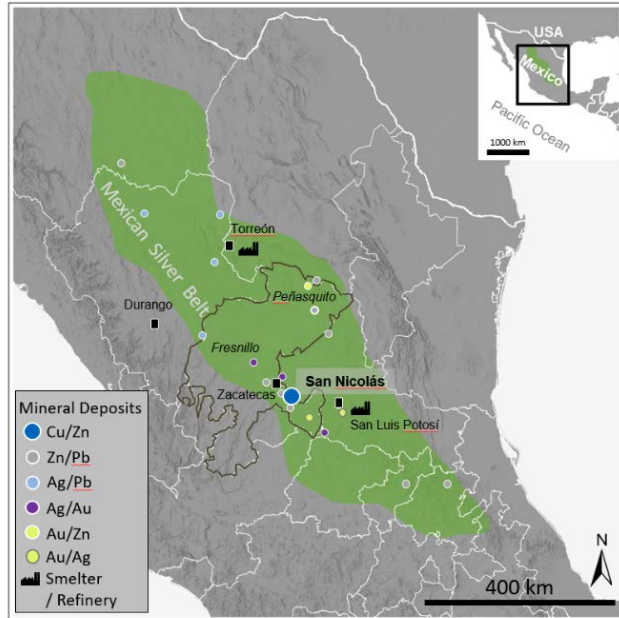 USA
Mexico
Pacific Ocean
1000 km
Mexican Silver Belt
Torreón
Peñasquito
Durango
Fresnillo
San Nicolás
Zacatecas
San Luis Potosí
Mineral Deposits
Cu/Zn
Zn/Pb
Ag/Pb
Ag/Au
Au/Zn
Au/Ag
Smelter
/ Refinery
N
400 km